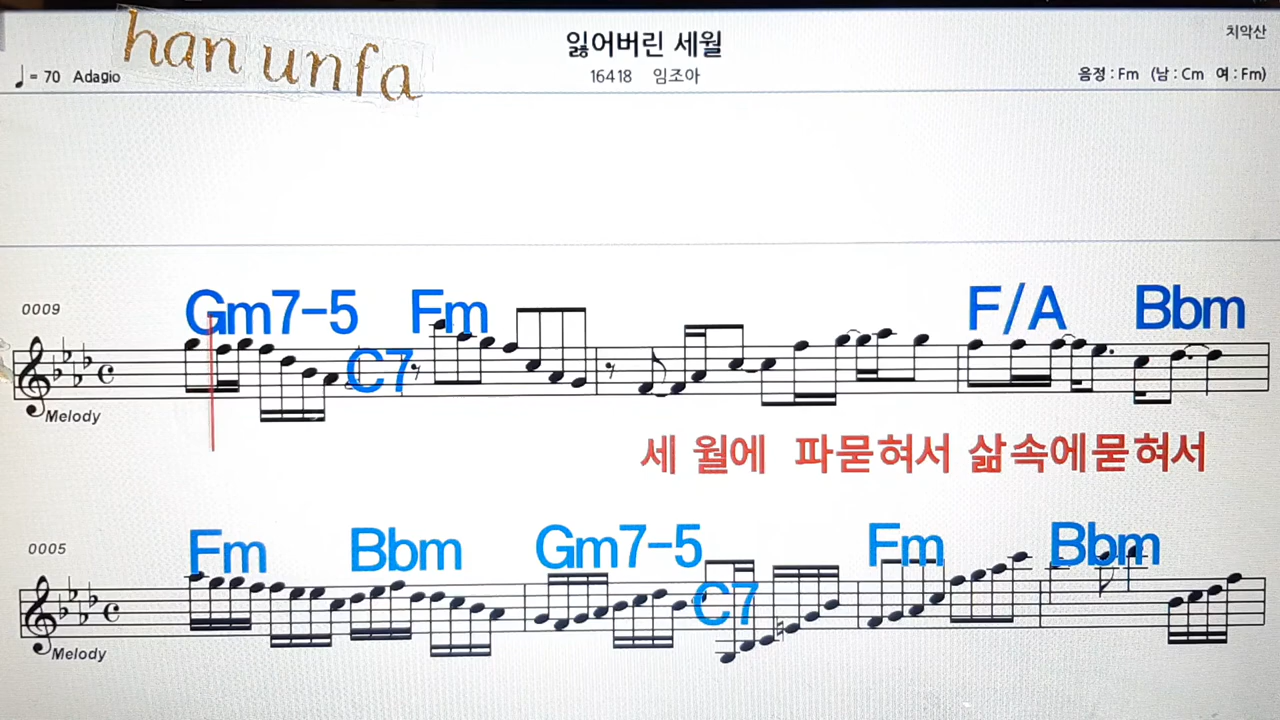 han unfa
잃어버린 세월
치악산
♩= 70 Adagio
16418 임조아
음정 : Fm (남 : Cm 여 : Fm)
0009
Gm7-5 C7 Fm F/A Bbm
Melody
세 월에 파묻혀서 삶속에묻혀서
0005
Fm Bbm Gm7-5 C7 Fm Bbm
Melody